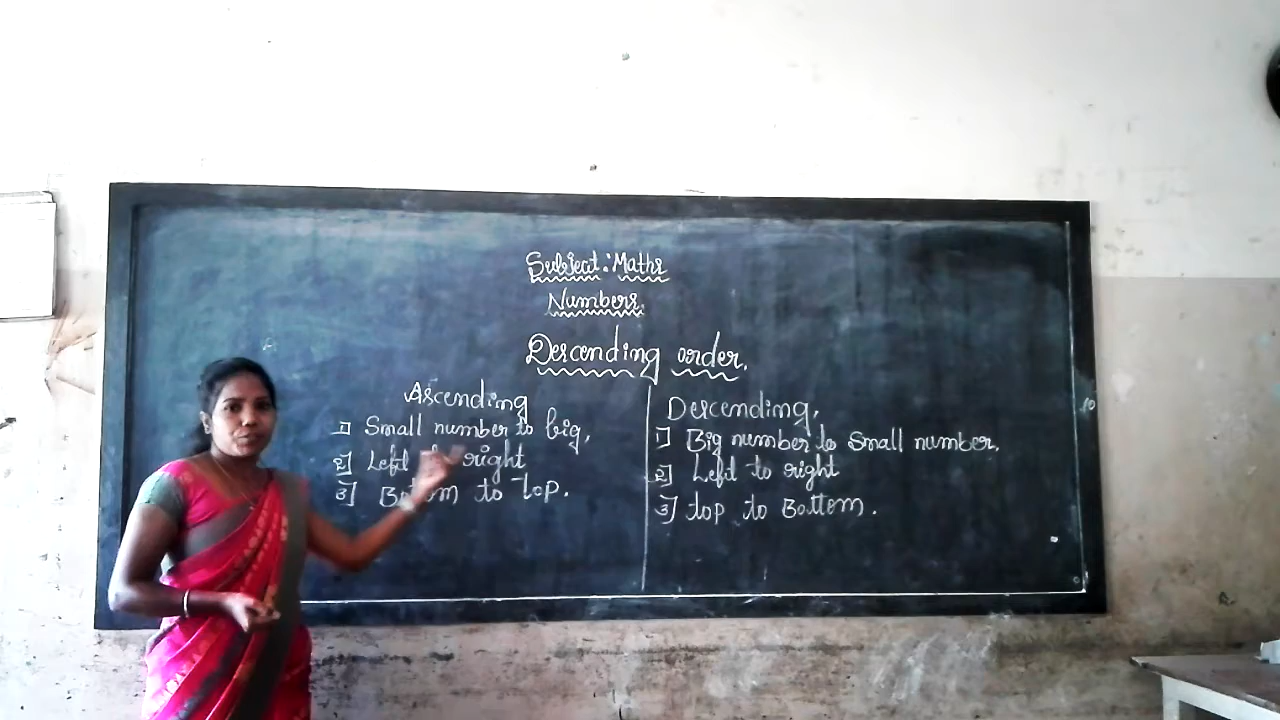 Subject: Maths
Numbers.
Descending order.
Ascending
1] Small number to big,
2] Left right
3] Bottom to Top.
Descending,
1] Big number to Small number.
2] Left to right
3] top to Bottom.